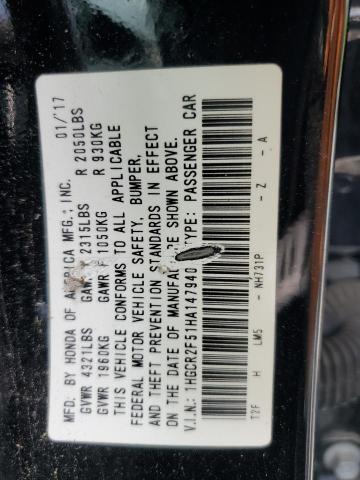 MFD. BY HONDA OF AMERICA MFG.; INC. 01/'17
GVWR 4321LBS GAWR F 2315LBS R 2050LBS
GVWR 1960KG GAWR F 1050KG R 930KG
THIS VEHICLE CONFORMS TO ALL APPLICABLE
FEDERAL MOTOR VEHICLE SAFETY, BUMPER,
AND THEFT PREVENTION STANDARDS IN EFFECT
ON THE DATE OF MANUFACTURE SHOWN ABOVE.
V.I.N.: 1HGCR2F51HA147940 TYPE: PASSENGER CAR
T2F H LM5 - NH731P - Z - A